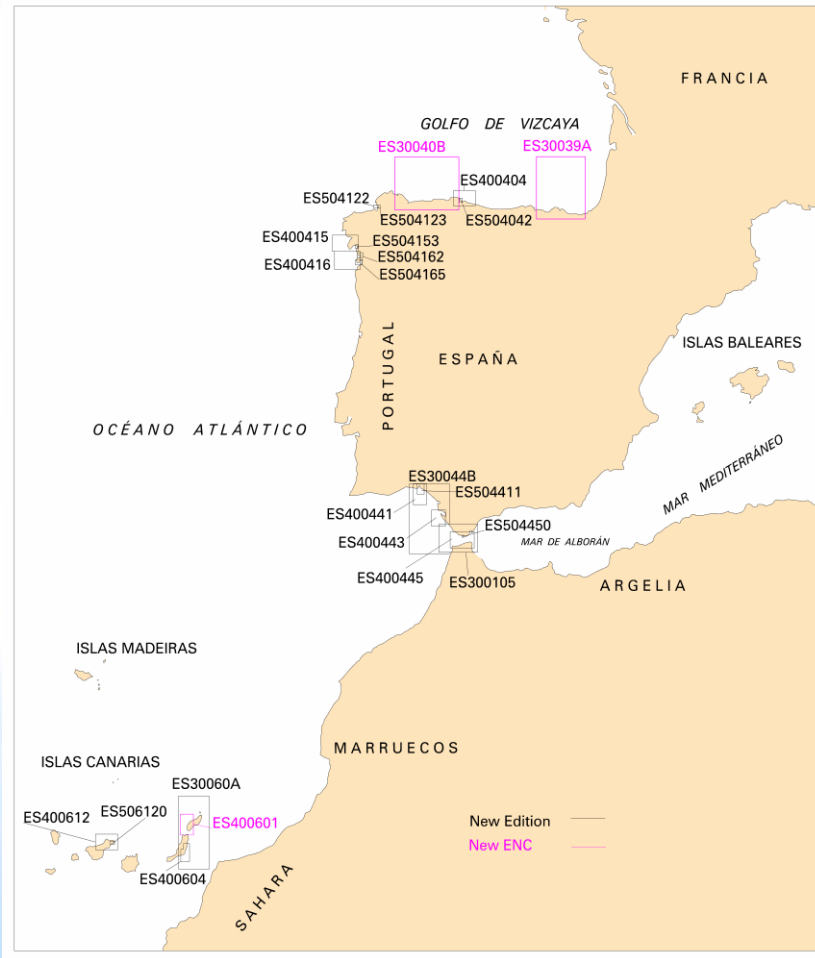 FRANCIA
GOLFO DE VIZCAYA
ES30040B
ES30039A
ES400404
ES504122
ES504123
ES504042
ES400415
ES504153
ES400416
ES504162
ES504165
PORTUGAL
ESPAÑA
ISLAS BALEARES
OCÉANO ATLÁNTICO
MAR MEDITERRÁNEO
ES30044B
ES504411
ES400441
ES504450
ES400443
MAR DE ALBORÁN
ES400445
ES300105
ARGELIA
ISLAS MADEIRAS
MARRUECOS
ISLAS CANARIAS
ES30060A
ES400612
ES506120
ES400601
ES400604
SAHARA
New Edition
New ENC